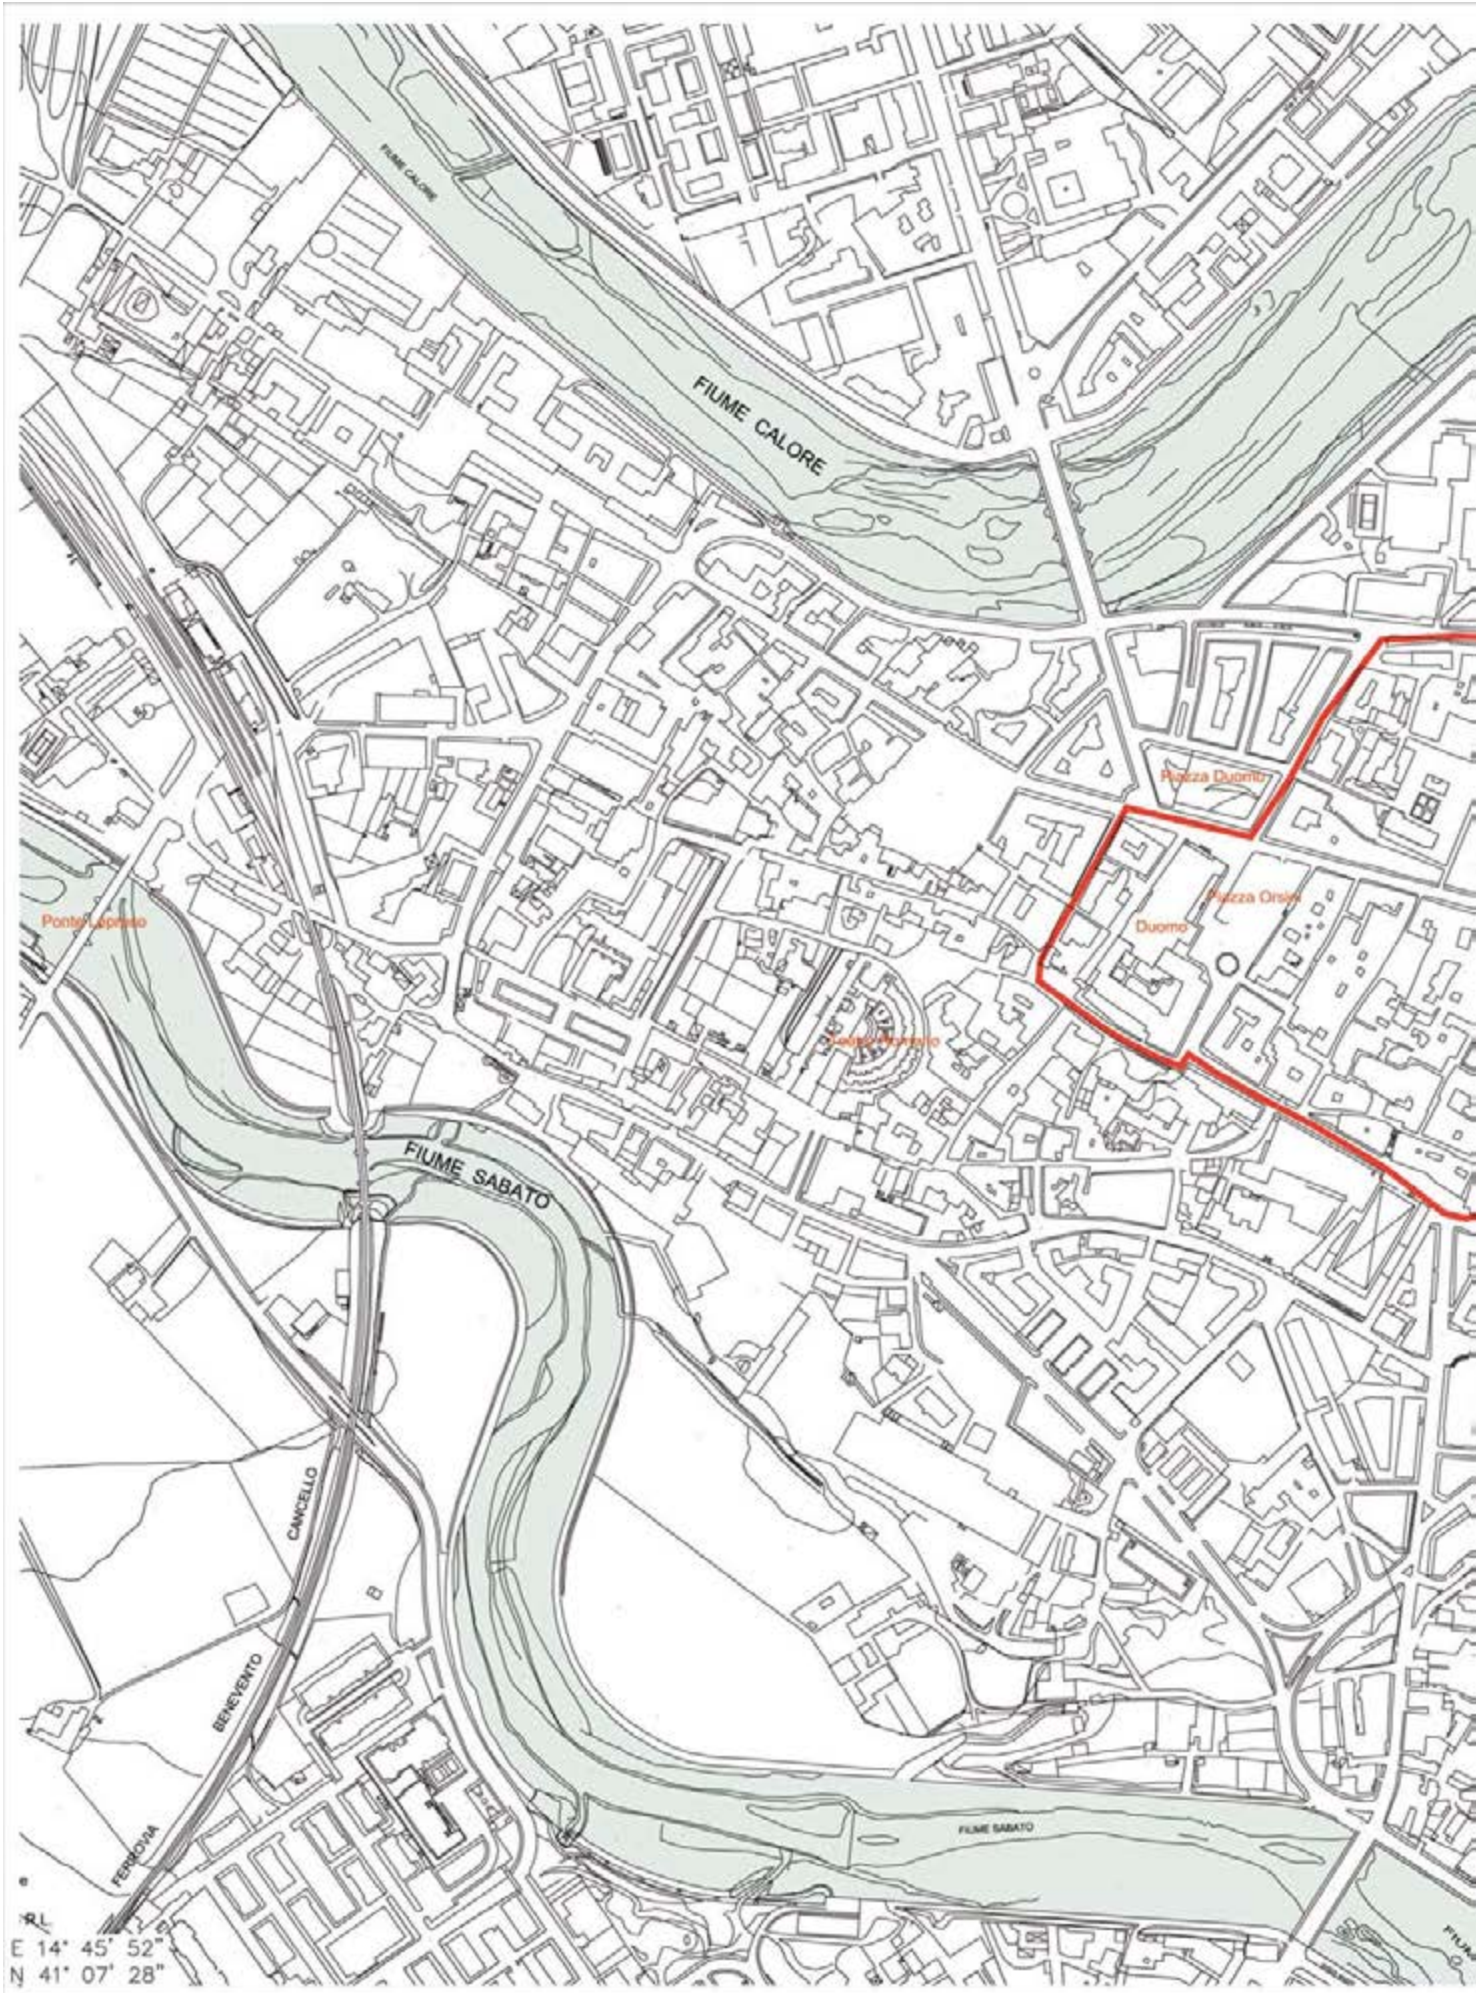 FIUME CALORE
FIUME CALORE
Piazza Duomo
Piazza Orsini
Duomo
Ponte Leproso
Teatro Romano
FIUME SABATO
CANCELLO
BENEVENTO
FERROVIA
FIUME SABATO
R.L.
E 14° 45' 52"
N 41° 07' 28"